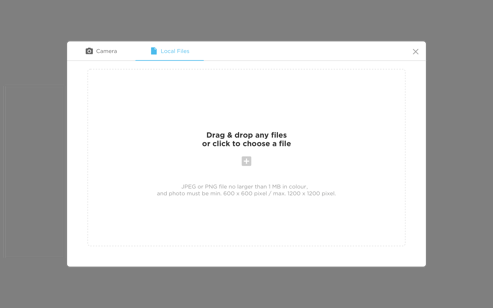 Camera
Local Files
Drag & drop any files
or click to choose a file
JPEG or PNG file no larger than 1 MB in colour,
and photo must be min. 600 x 600 pixel / max. 1200 x 1200 pixel.